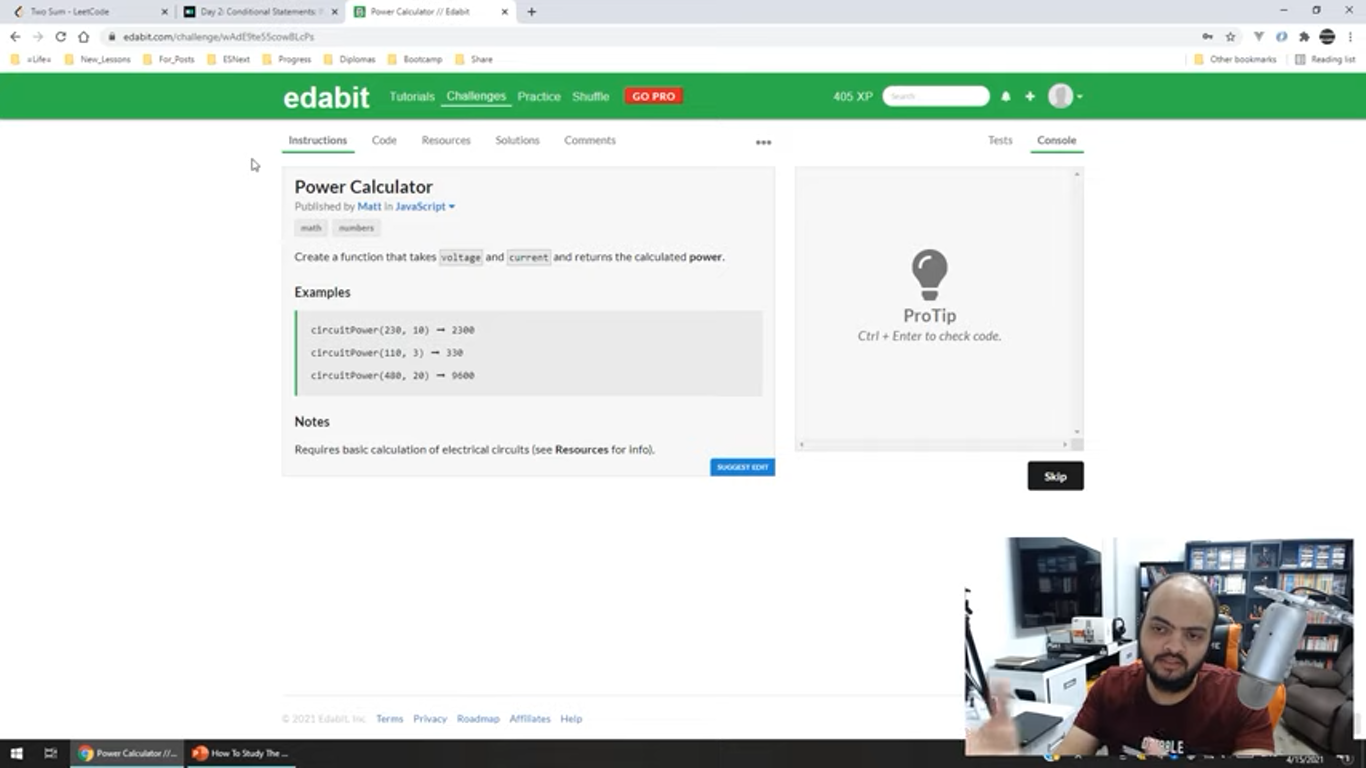 Two Sum - LeetCode
Day 2: Conditional Statements:
Power Calculator // Edabit
edabit.com/challenge/wAdE9te5Scow8LcPs
=Life=
New_Lessons
For_Posts
ESNext
Progress
Diplomas
Bootcamp
Share
Other bookmarks
Reading list
edabit Tutorials Challenges Practice Shuffle GO PRO
405 XP Search
Instructions Code Resources Solutions Comments •••
Tests Console
Power Calculator
Published by Matt in JavaScript
math numbers
Create a function that takes voltage and current and returns the calculated power.
Examples
circuitPower(230, 10) ➞ 2300
circuitPower(110, 3) ➞ 330
circuitPower(480, 20) ➞ 9600
Notes
Requires basic calculation of electrical circuits (see Resources for info).
SUGGEST EDIT
ProTip
Ctrl + Enter to check code.
Skip
© 2021 Edabit, Inc Terms Privacy Roadmap Affiliates Help
Power Calculator //...
How To Study The ...
4/15/2021